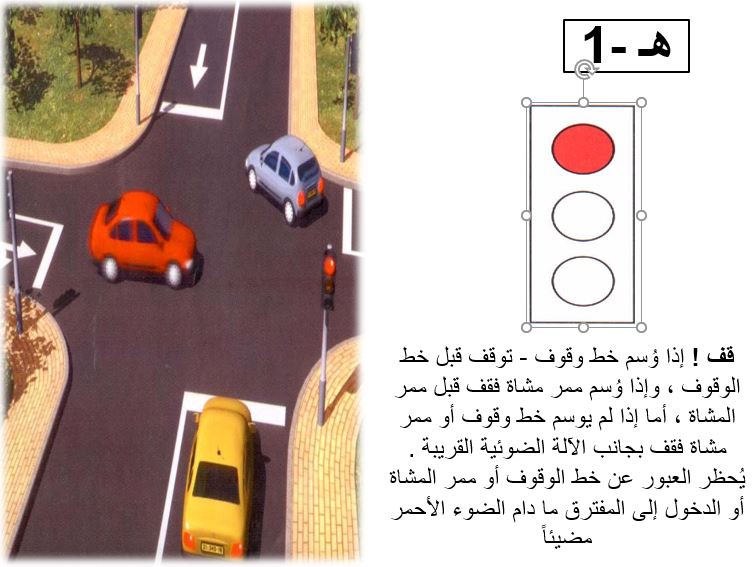 هـ -1
قف ! إذا وُسم خط وقوف - توقف قبل خط
الوقوف ، وإذا وُسم ممر مشاة فقف قبل ممر
المشاة ، أما إذا لم يوسم خط وقوف أو ممر
مشاة فقف بجانب الآلة الضوئية القريبة .
يُحظر العبور عن خط الوقوف أو ممر المشاة
أو الدخول إلى المفترق ما دام الضوء الأحمر
مضيئاً